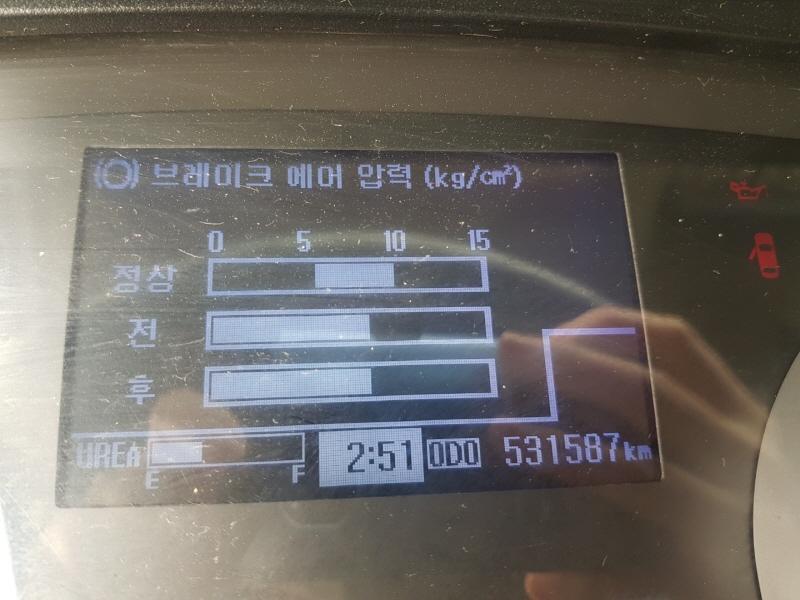 브레이크 에어 압력 (kg/cm²)
0 5 10 15
정상
전
후
UREA E F 2:51 ODO 531587km